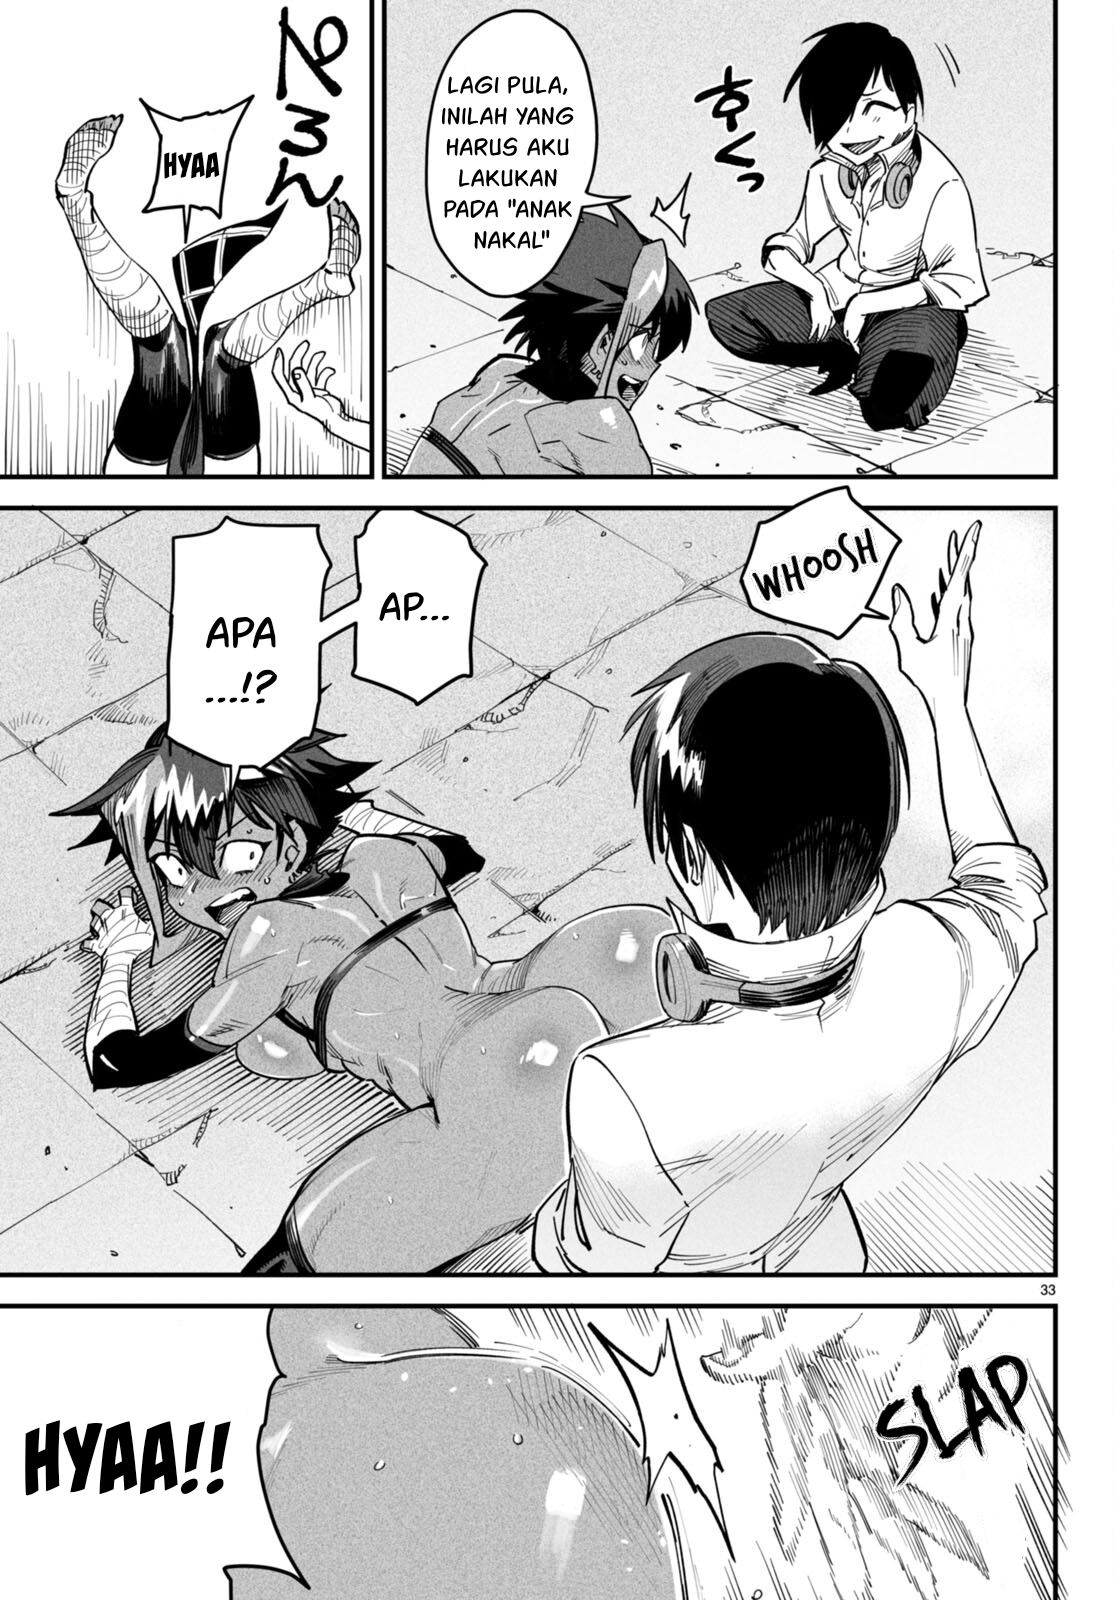 LAGI PULA,
INILAH YANG
HARUS AKU
LAKUKAN
PADA "ANAK
NAKAL"
すくっ
ぺろん
HYAA
WHOOSH
AP...
APA
...!?
33
SLAP
HYAA!!